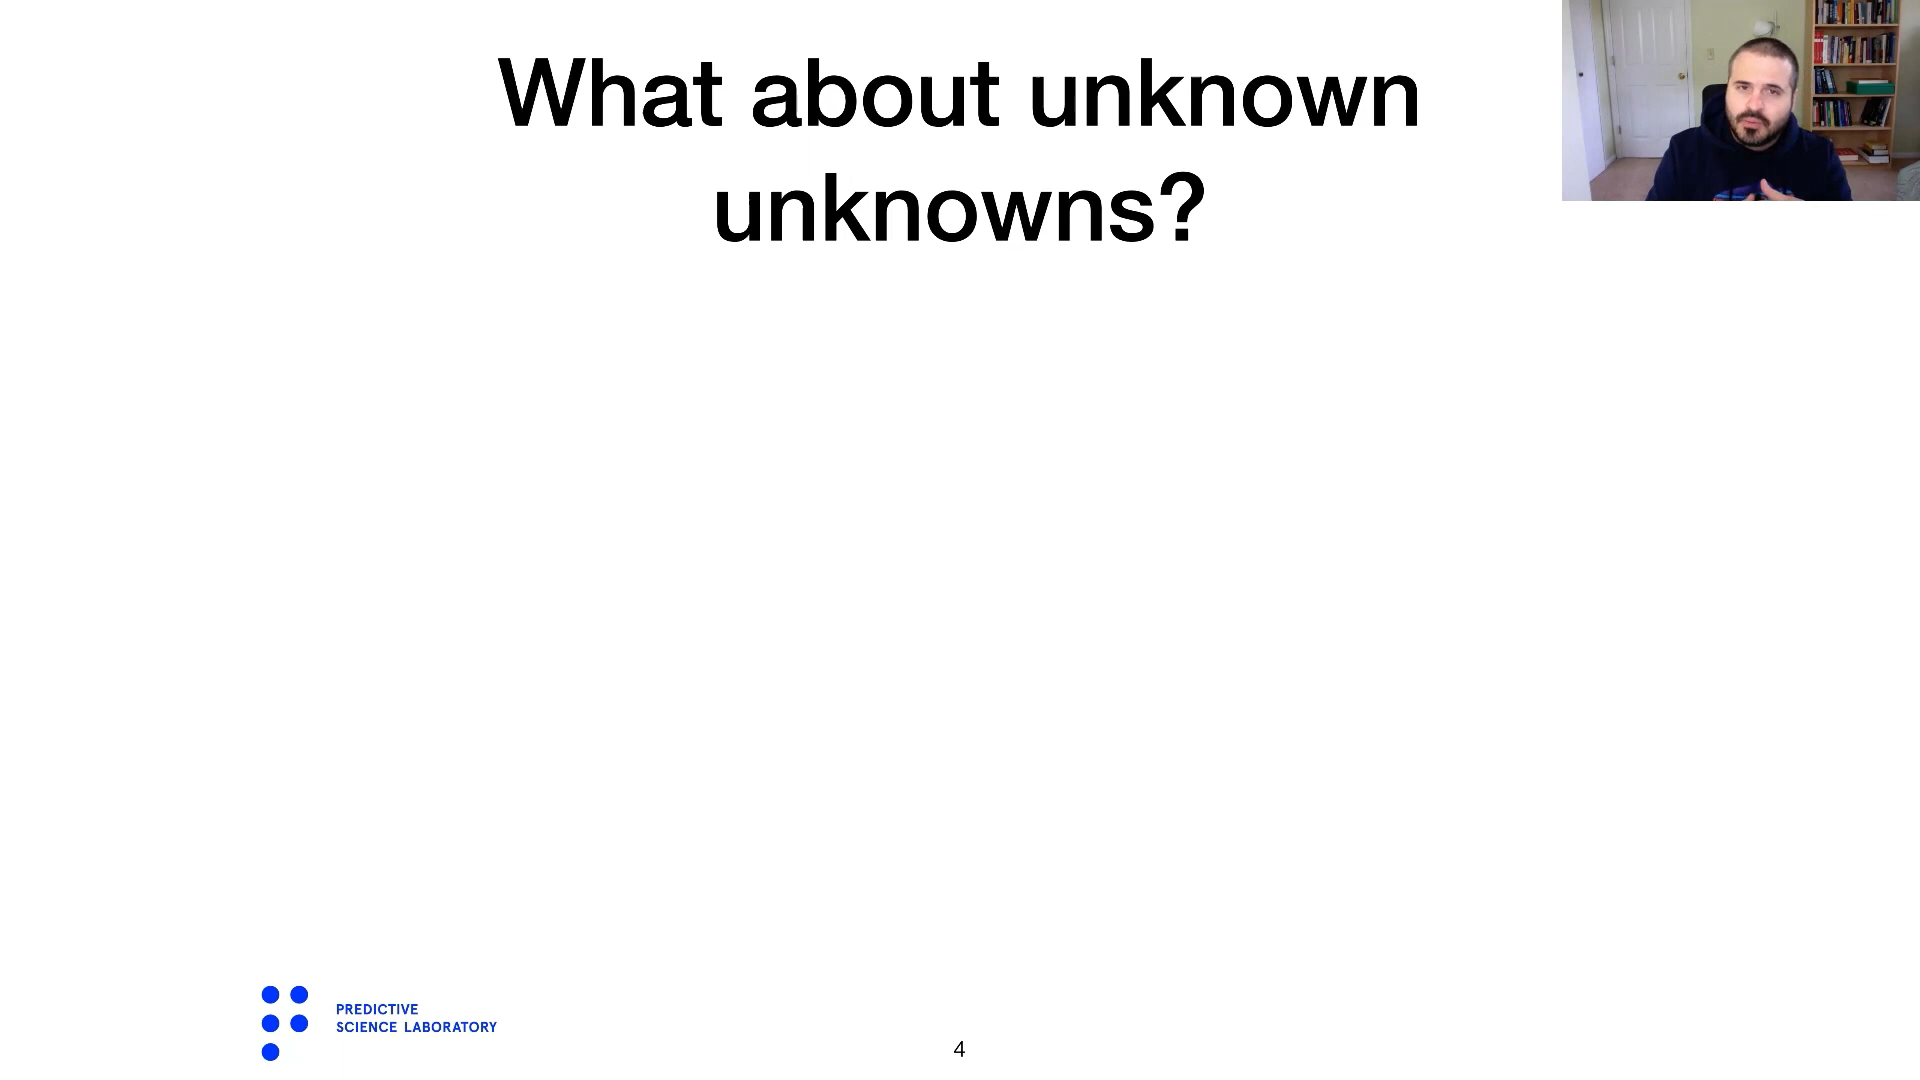 What about unknown
unknowns?
PREDICTIVE
SCIENCE LABORATORY
4